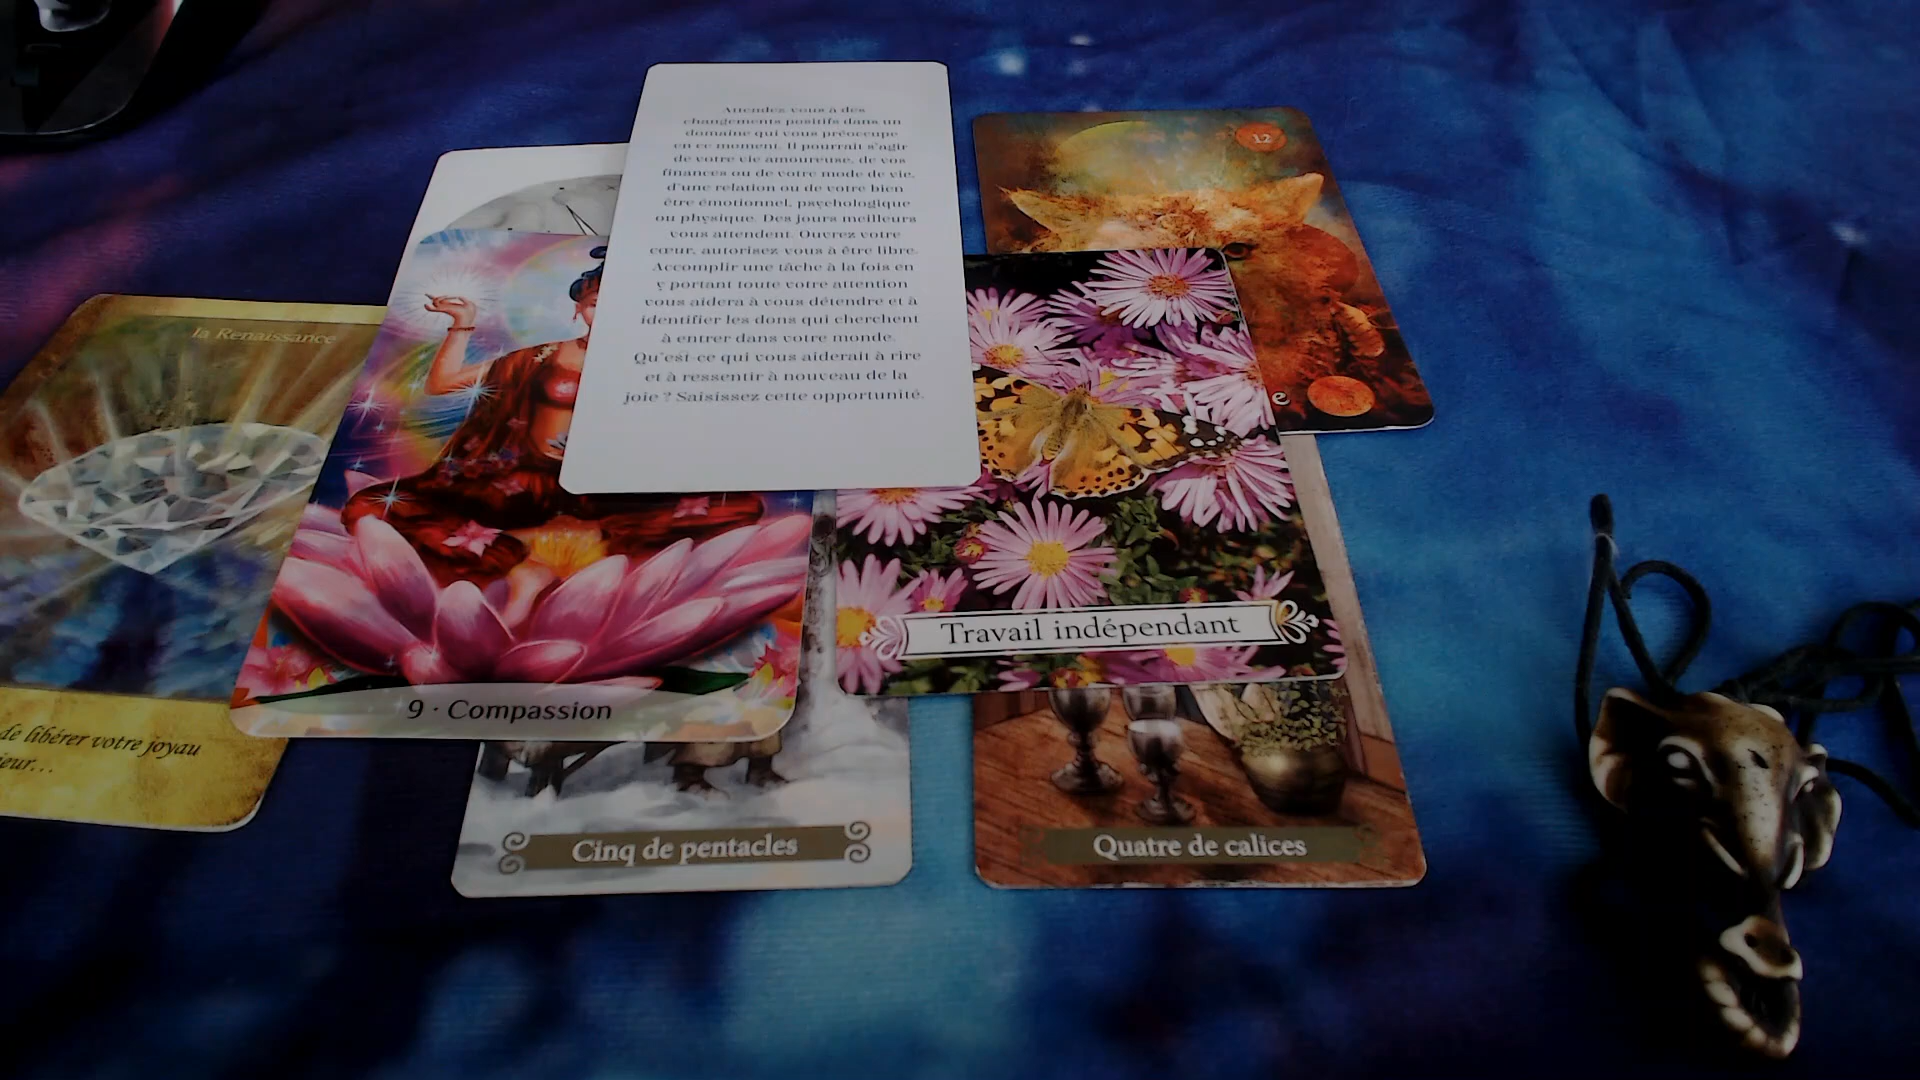 Attendez-vous à des
changements positifs dans un
domaine qui vous préoccupe
en ce moment. Il pourrait s'agir
de votre vie amoureuse, de vos
finances ou de votre mode de vie,
d'une relation ou de votre bien
être émotionnel, psychologique
ou physique. Des jours meilleurs
vous attendent. Ouvrez votre
cœur, autorisez-vous à être libre.
Accomplir une tâche à la fois en
y portant toute votre attention
vous aidera à vous détendre et à
identifier les dons qui cherchent
à entrer dans votre monde.
Qu'est-ce qui vous aiderait à rire
et à ressentir à nouveau de la
joie ? Saisissez cette opportunité.
12
la Renaissance
e
Travail indépendant
9 · Compassion
de libérer votre joyau
ieur...
Cinq de pentacles
Quatre de calices